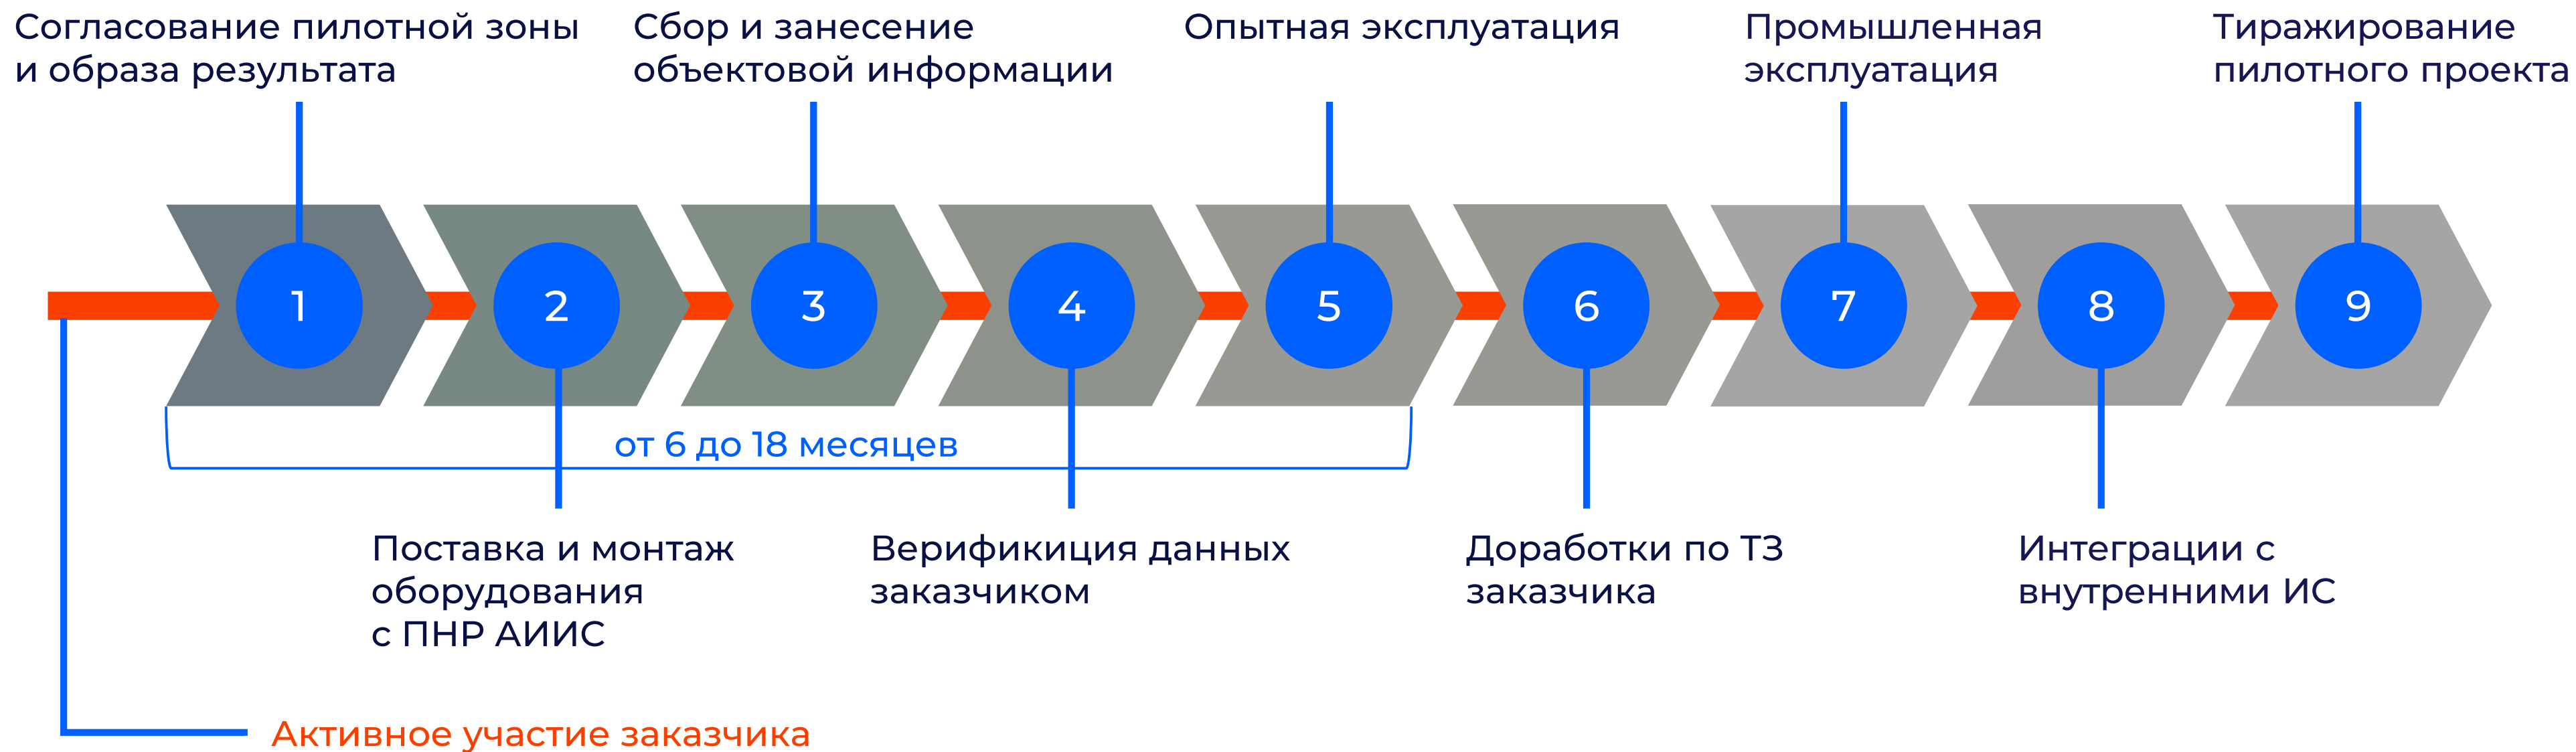 Согласование пилотной зоны
и образа результата
Сбор и занесение
объектовой информации
Опытная эксплуатация
Промышленная
эксплуатация
Тиражирование
пилотного проекта
1
2
3
4
5
6
7
8
9
от 6 до 18 месяцев
Поставка и монтаж
оборудования
с ПНР АИИС
Верификиция данных
заказчиком
Доработки по ТЗ
заказчика
Интеграции с
внутренними ИС
Активное участие заказчика